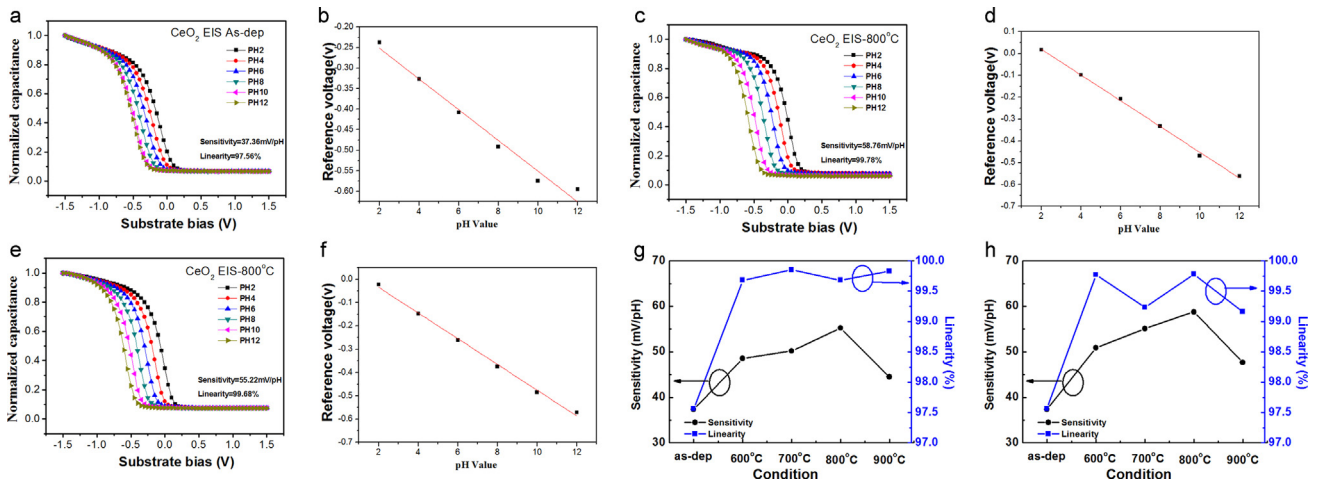 a
CeO2 EIS As-dep
PH2
PH4
PH6
PH8
PH10
PH12
Sensitivity=37.36mV/pH
Linearity=97.56%
Normalized capacitance
1.0
0.8
0.6
0.4
0.2
0.0
-1.5 -1.0 -0.5 0.0 0.5 1.0 1.5
Substrate bias (V)
b
Reference voltage(v)
-0.20
-0.25
-0.30
-0.35
-0.40
-0.45
-0.50
-0.55
-0.60
2 4 6 8 10 12
pH Value
c
CeO2 EIS-800°C
PH2
PH4
PH6
PH8
PH10
PH12
Sensitivity=58.76mV/pH
Linearity=99.78%
Normalized capacitance
1.0
0.8
0.6
0.4
0.2
0.0
-1.5 -1.0 -0.5 0.0 0.5 1.0 1.5
Substrate bias (V)
d
Reference voltage(v)
0.1
0.0
-0.1
-0.2
-0.3
-0.4
-0.5
-0.6
-0.7
2 4 6 8 10 12
pH Value
e
CeO2 EIS-800°C
PH2
PH4
PH6
PH8
PH10
PH12
Sensitivity=55.22mV/pH
Linearity=99.68%
Normalized capacitance
1.0
0.8
0.6
0.4
0.2
0.0
-1.5 -1.0 -0.5 0.0 0.5 1.0 1.5
Substrate bias (V)
f
Reference voltage(v)
0.0
-0.1
-0.2
-0.3
-0.4
-0.5
-0.6
-0.7
2 4 6 8 10 12
pH Value
g
Sensitivity (mV/pH)
70
60
50
40
30
Sensitivity
Linearity
as-dep 600°C 700°C 800°C 900°C
Condition
100.0
99.5
99.0
98.5
98.0
97.5
97.0
Linearity (%)
h
Sensitivity (mV/pH)
70
60
50
40
30
Sensitivity
Linearity
as-dep 600°C 700°C 800°C 900°C
Condition
100.0
99.5
99.0
98.5
98.0
97.5
97.0
Linearity (%)